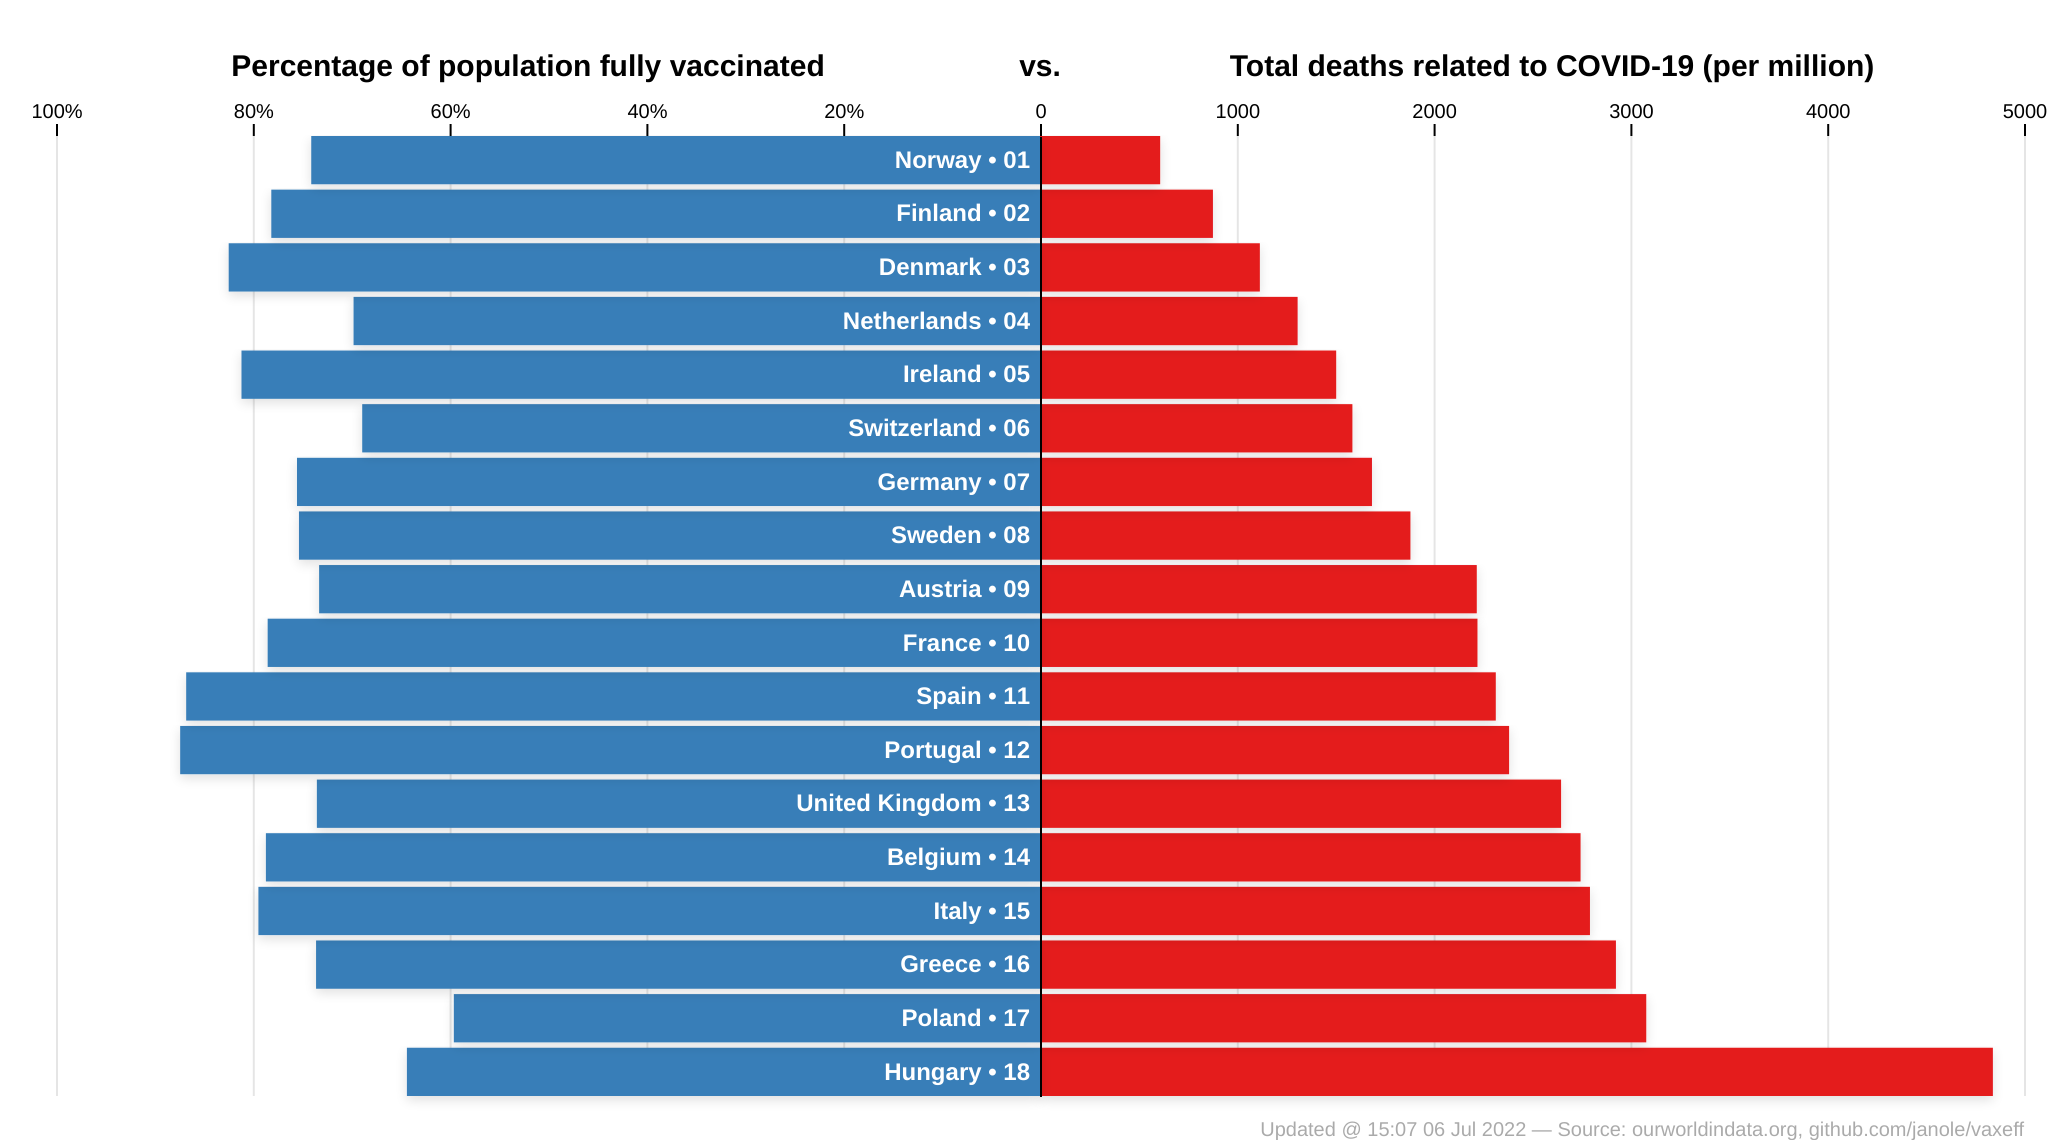 Percentage of population fully vaccinated vs. Total deaths related to COVID-19 (per million)
100% 80% 60% 40% 20% 0 1000 2000 3000 4000 5000
Norway • 01
Finland • 02
Denmark • 03
Netherlands • 04
Ireland • 05
Switzerland • 06
Germany • 07
Sweden • 08
Austria • 09
France • 10
Spain • 11
Portugal • 12
United Kingdom • 13
Belgium • 14
Italy • 15
Greece • 16
Poland • 17
Hungary • 18
Updated @ 15:07 06 Jul 2022 — Source: ourworldindata.org, github.com/janole/vaxeff